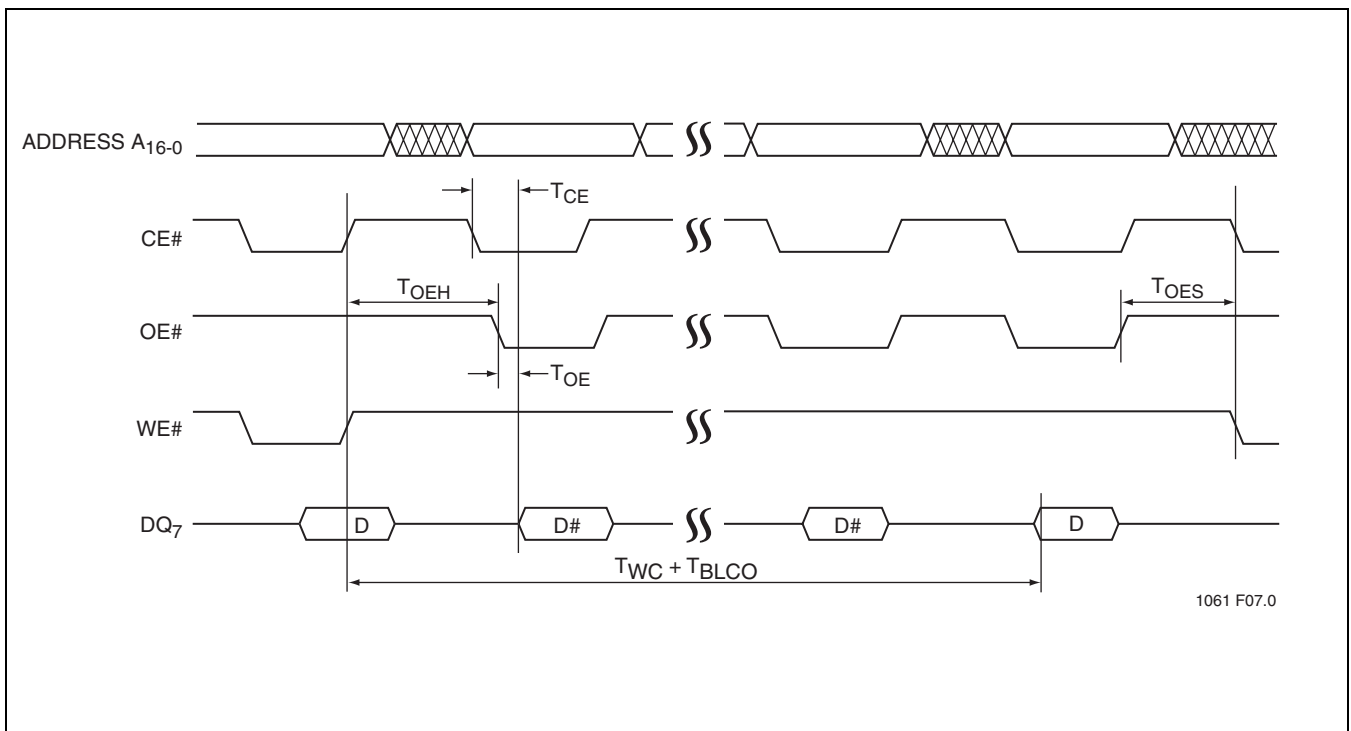 ADDRESS A16-0
TCE
CE#
TOEH
TOES
OE#
TOE
WE#
DQ7
D
D#
D#
D
TWC + TBLCO
1061 F07.0